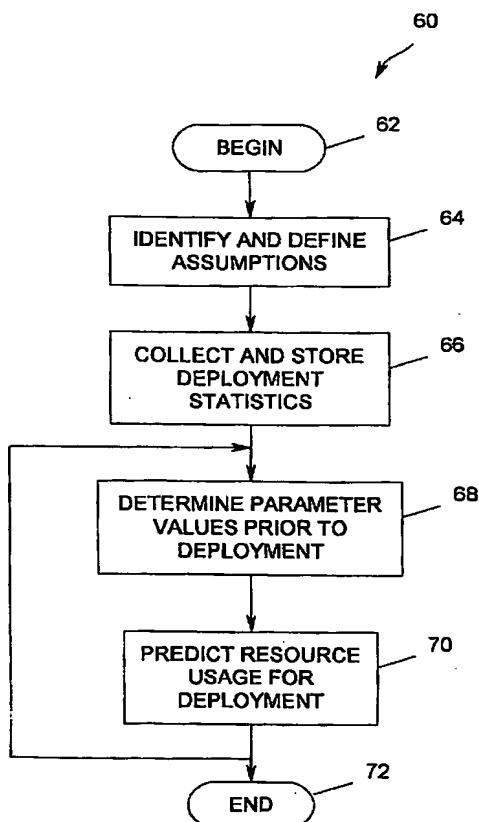 60
62
BEGIN
64
IDENTIFY AND DEFINE
ASSUMPTIONS
66
COLLECT AND STORE
DEPLOYMENT
STATISTICS
68
DETERMINE PARAMETER
VALUES PRIOR TO
DEPLOYMENT
70
PREDICT RESOURCE
USAGE FOR
DEPLOYMENT
72
END